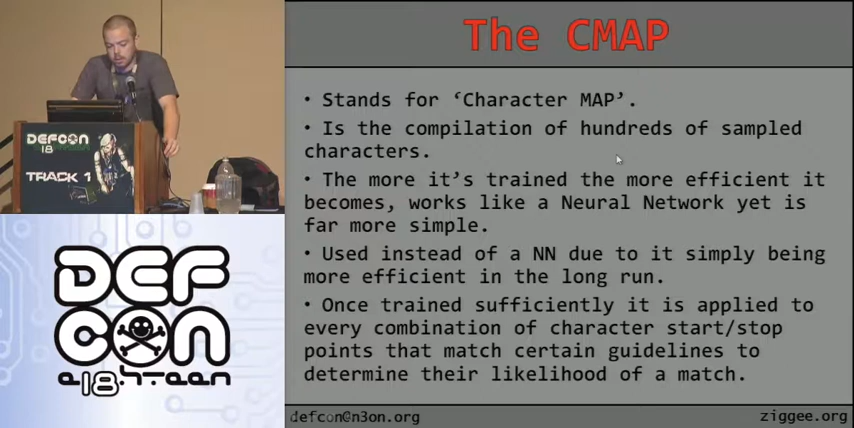 The CMAP
• Stands for ‘Character MAP’.
• Is the compilation of hundreds of sampled
characters.
• The more it’s trained the more efficient it
becomes, works like a Neural Network yet is
far more simple.
• Used instead of a NN due to it simply being
more efficient in the long run.
• Once trained sufficiently it is applied to
every combination of character start/stop
points that match certain guidelines to
determine their likelihood of a match.
defcon@n3on.org
ziggee.org
DEFCON
18
TRACK 1
DEF
CON
e18hteen